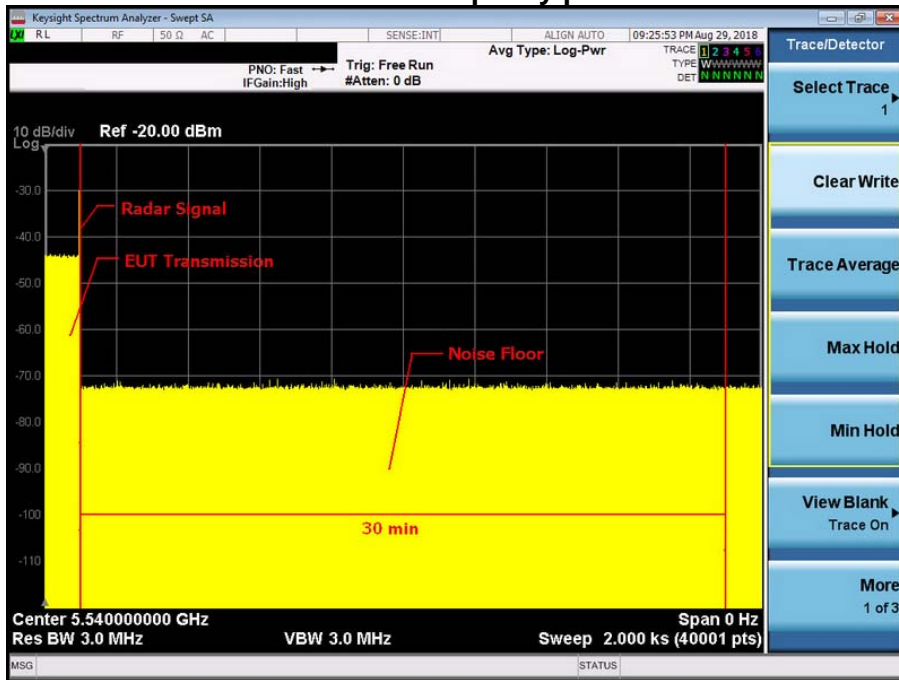 Keysight Spectrum Analyzer - Swept SA
LXI RL RF 50 Ω AC SENSE:INT ALIGN AUTO 09:25:53 PM Aug 29, 2018
PNO: Fast
IFGain:High
Trig: Free Run
#Atten: 0 dB
Avg Type: Log-Pwr
TRACE 1 2 3 4 5 6
TYPE WWWWWW
DET N N N N N N
10 dB/div
Log
Ref -20.00 dBm
-30.0
-40.0
-50.0
-60.0
-70.0
-80.0
-90.0
-100
-110
Radar Signal
EUT Transmission
Noise Floor
30 min
Center 5.540000000 GHz
Span 0 Hz
Res BW 3.0 MHz
VBW 3.0 MHz
Sweep 2.000 ks (40001 pts)
MSG
STATUS
Trace/Detector
Select Trace
1
Clear Write
Trace Average
Max Hold
Min Hold
View Blank
Trace On
More
1 of 3